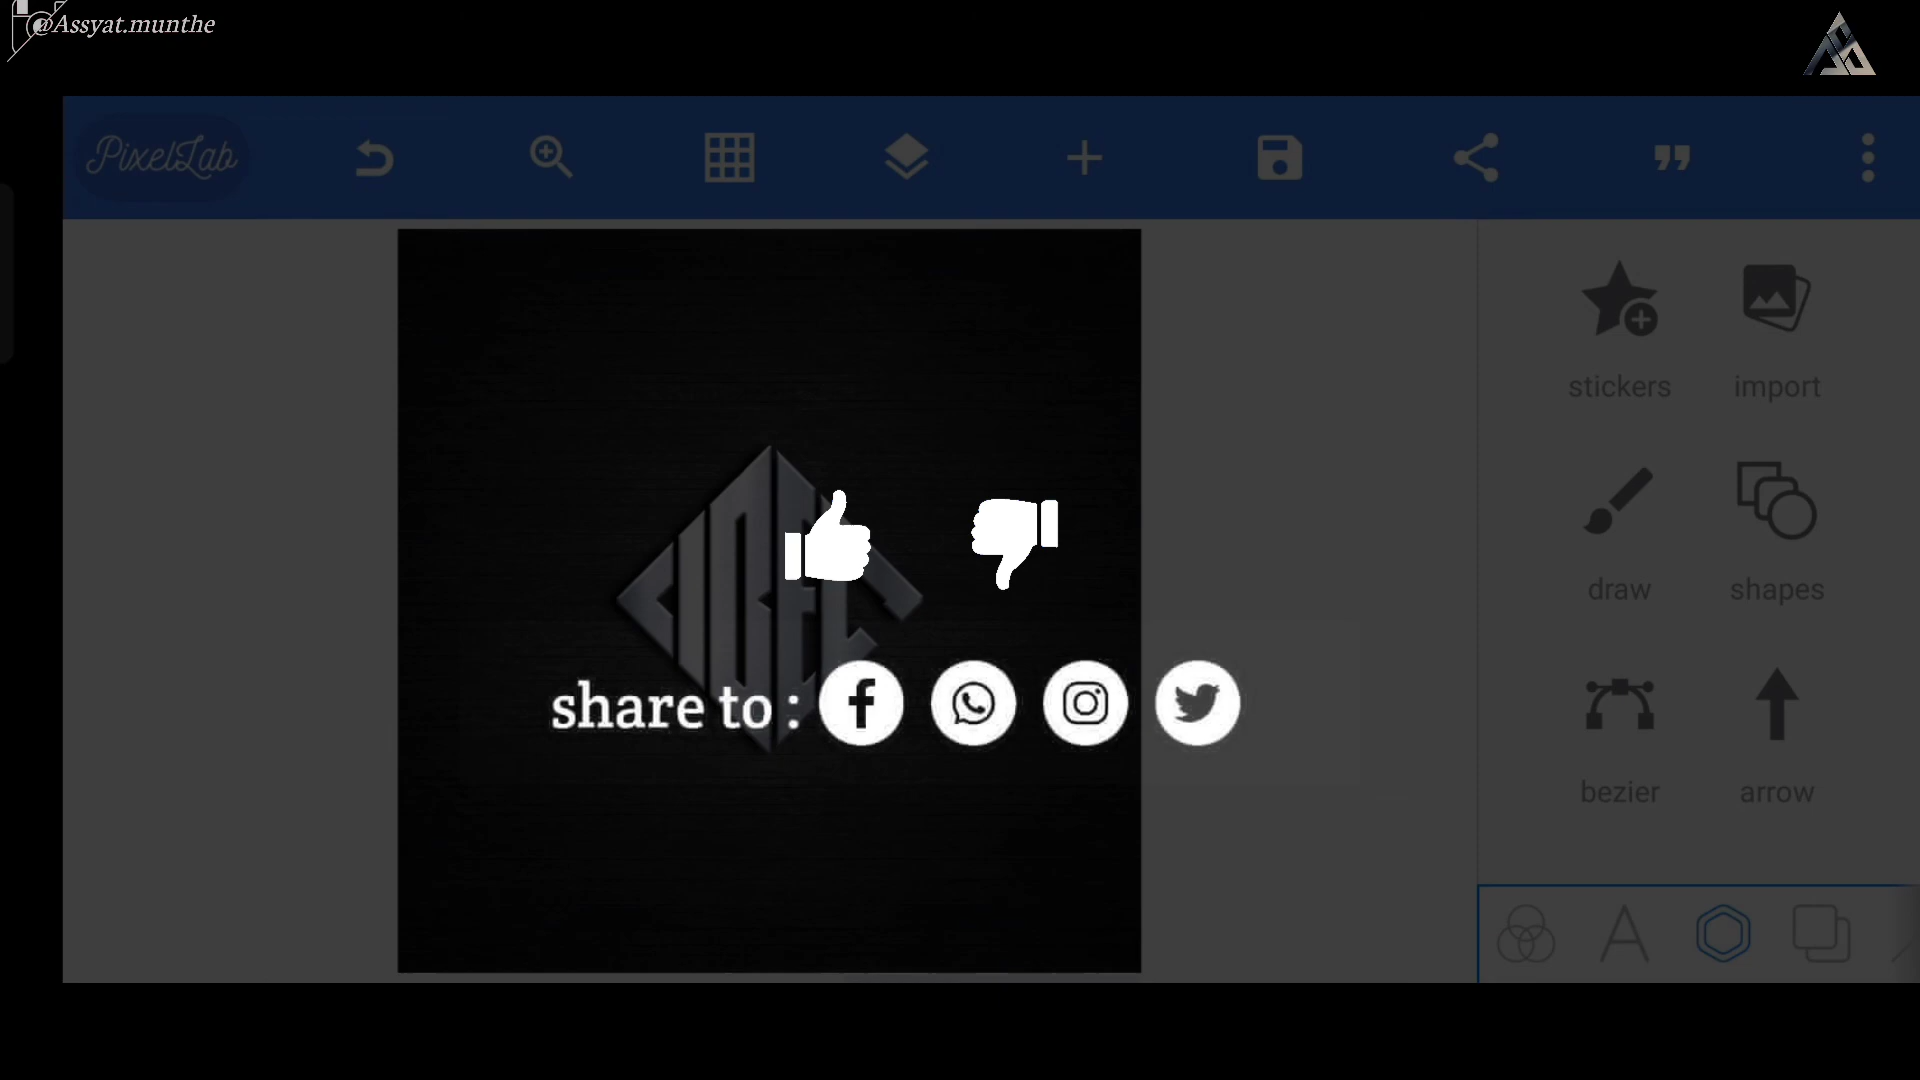 @Assyat.munthe
PixelLab
stickers import
draw shapes
share to :
bezier arrow